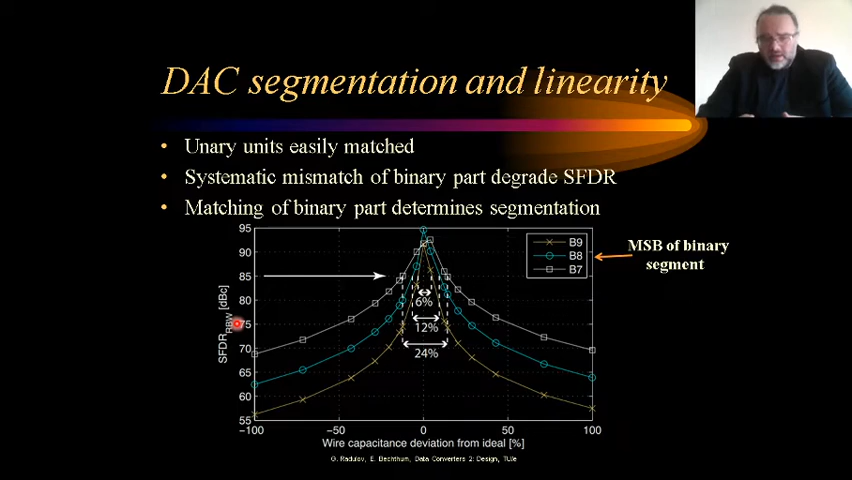 DAC segmentation and linearity
• Unary units easily matched
• Systematic mismatch of binary part degrade SFDR
• Matching of binary part determines segmentation
95
90
85
80
75
70
65
60
55
SFDR_RBW [dBc]
B9
B8
B7
MSB of binary
segment
6%
12%
24%
−100
−50
0
50
100
Wire capacitance deviation from ideal [%]
G. Radulov, E. Bechthum, Data Converters 2: Design, TU/e